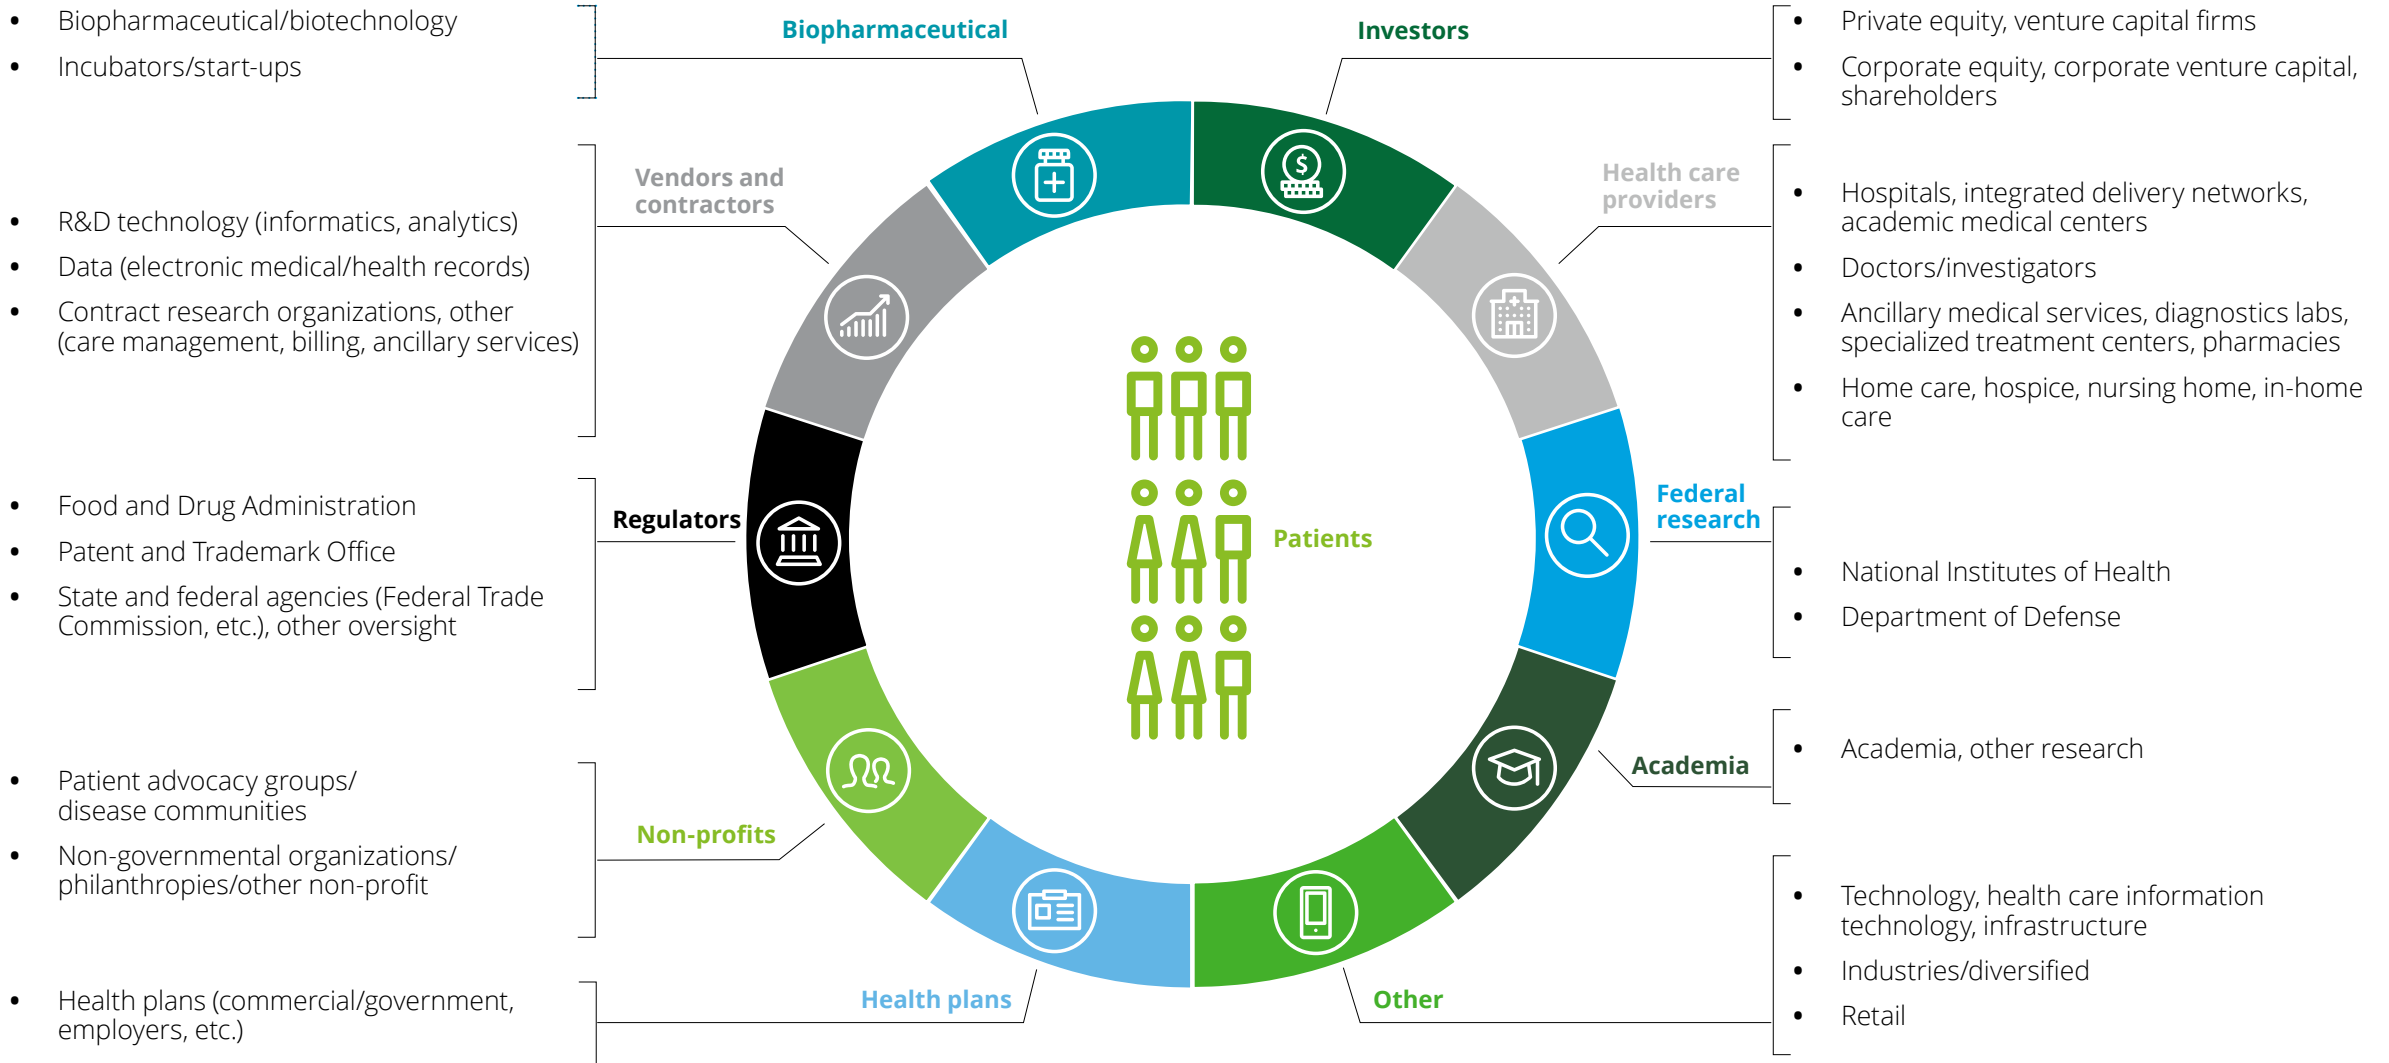 Biopharmaceutical
• Biopharmaceutical/biotechnology
• Incubators/start-ups
Vendors and
contractors
• R&D technology (informatics, analytics)
• Data (electronic medical/health records)
• Contract research organizations, other
(care management, billing, ancillary services)
Regulators
• Food and Drug Administration
• Patent and Trademark Office
• State and federal agencies (Federal Trade
Commission, etc.), other oversight
Non-profits
• Patient advocacy groups/
disease communities
• Non-governmental organizations/
philanthropies/other non-profit
Health plans
• Health plans (commercial/government,
employers, etc.)
Patients
$
Investors
• Private equity, venture capital firms
• Corporate equity, corporate venture capital,
shareholders
Health care
providers
• Hospitals, integrated delivery networks,
academic medical centers
• Doctors/investigators
• Ancillary medical services, diagnostics labs,
specialized treatment centers, pharmacies
• Home care, hospice, nursing home, in-home
care
Federal
research
• National Institutes of Health
• Department of Defense
Academia
• Academia, other research
Other
• Technology, health care information
technology, infrastructure
• Industries/diversified
• Retail